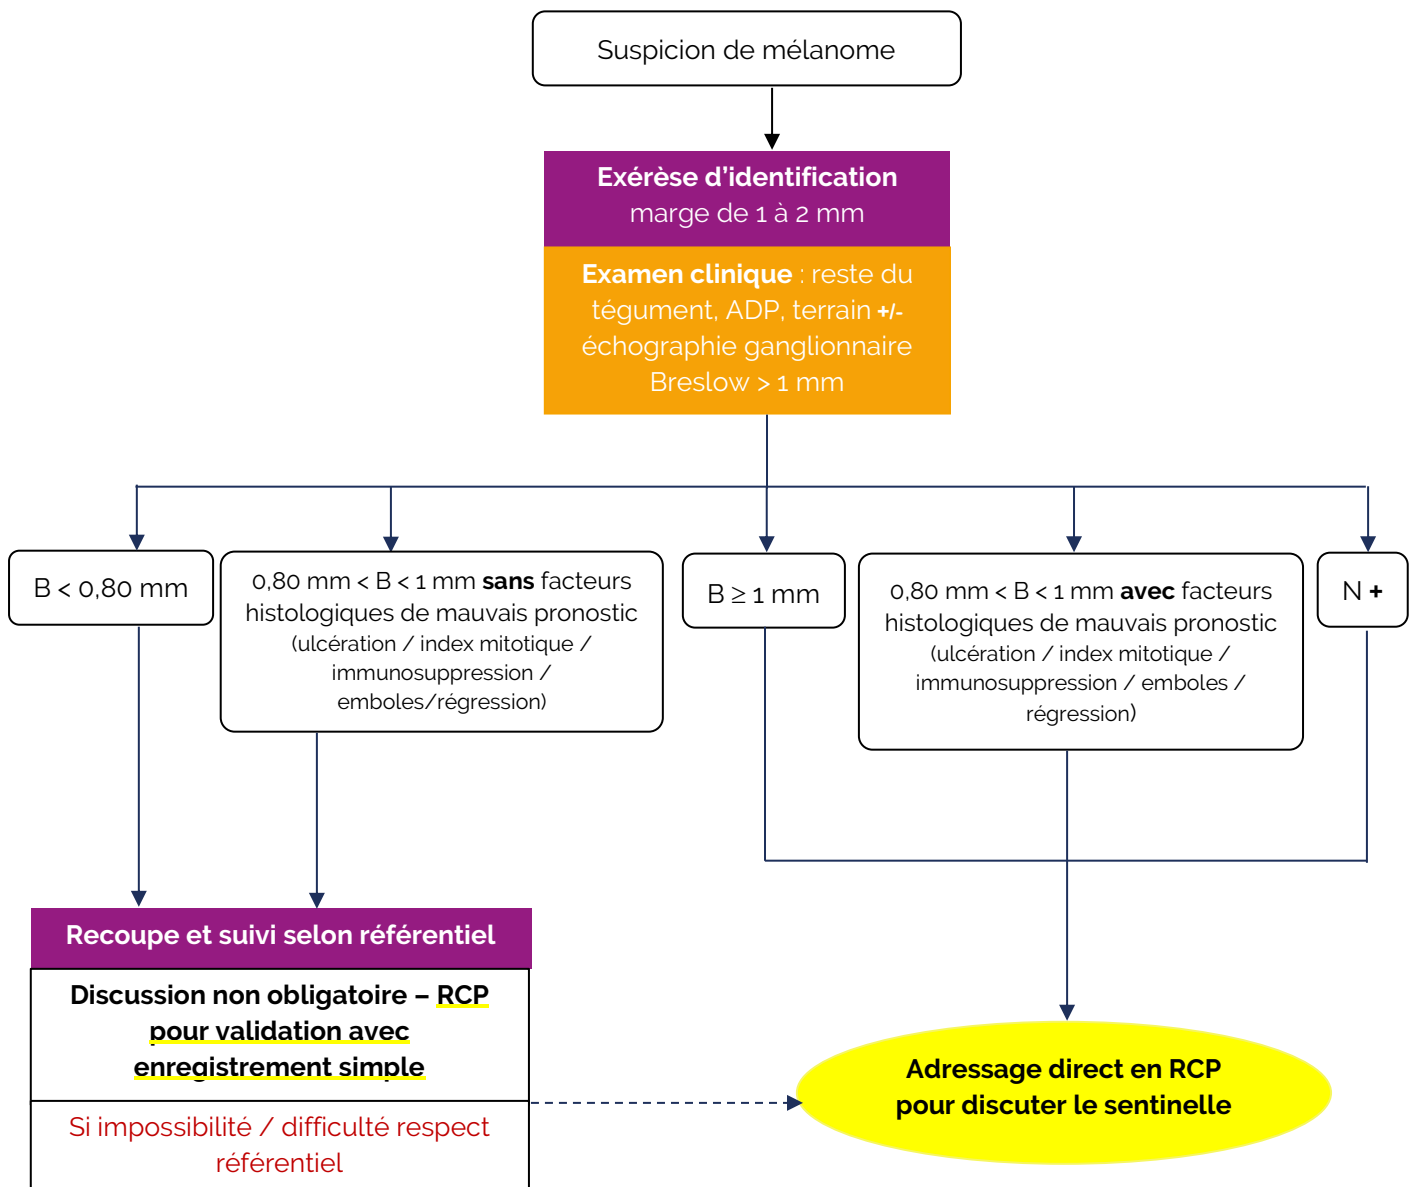 Suspicion de mélanome
Exérèse d'identification
marge de 1 à 2 mm
Examen clinique : reste du
tégument, ADP, terrain +/-
échographie ganglionnaire
Breslow > 1 mm
B < 0,80 mm
0,80 mm < B < 1 mm sans facteurs
histologiques de mauvais pronostic
(ulcération / index mitotique /
immunosuppression /
emboles/régression)
B ≥ 1 mm
0,80 mm < B < 1 mm avec facteurs
histologiques de mauvais pronostic
(ulcération / index mitotique /
immunosuppression / emboles /
régression)
N +
Recoupe et suivi selon référentiel
Discussion non obligatoire – RCP
pour validation avec
enregistrement simple
Si impossibilité / difficulté respect
référentiel
Adressage direct en RCP
pour discuter le sentinelle